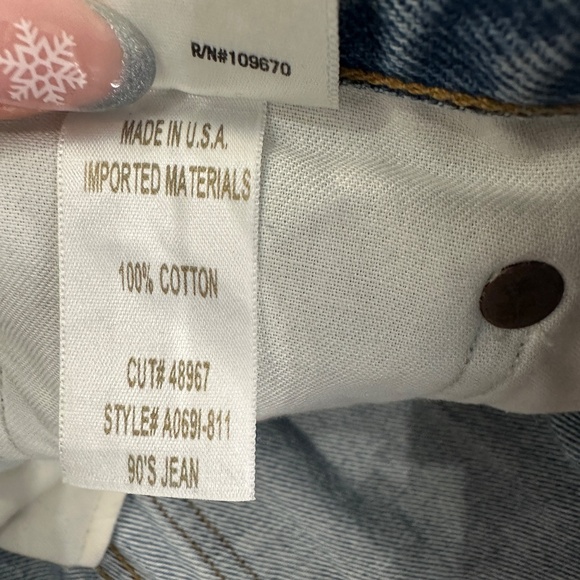 R/N#109670
MADE IN U.S.A.
IMPORTED MATERIALS
100% COTTON
CUT# 48967
STYLE# A069I-811
90'S JEAN